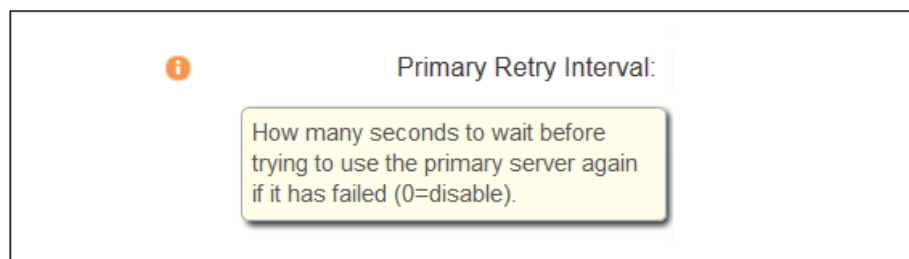 Primary Retry Interval:
How many seconds to wait before
trying to use the primary server again
if it has failed (0=disable).